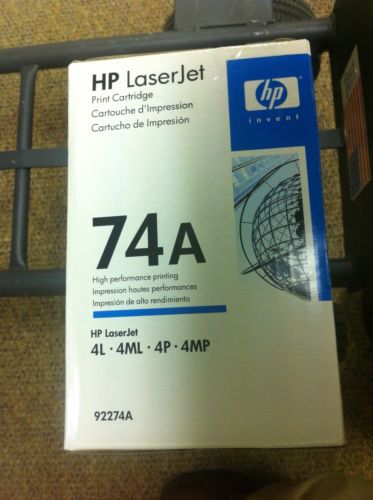 HP LaserJet
Print Cartridge
Cartouche d'Impression
Cartucho de Impresión
hp
invent
74A
High performance printing
Impression hautes performances
Impresión de alto rendimiento
HP LaserJet
4L · 4ML · 4P · 4MP
92274A